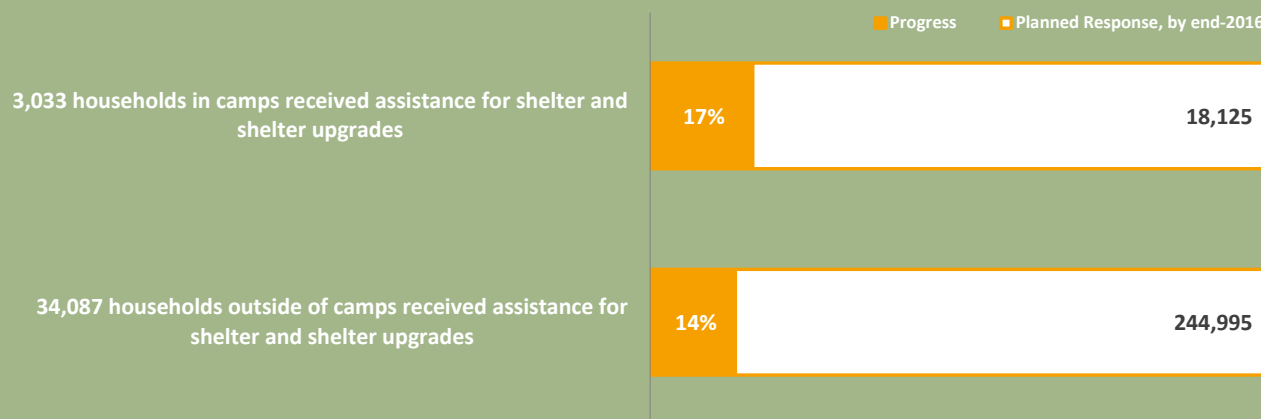 Progress Planned Response, by end-2016
3,033 households in camps received assistance for shelter and
shelter upgrades
17% 18,125
34,087 households outside of camps received assistance for
shelter and shelter upgrades
14% 244,995